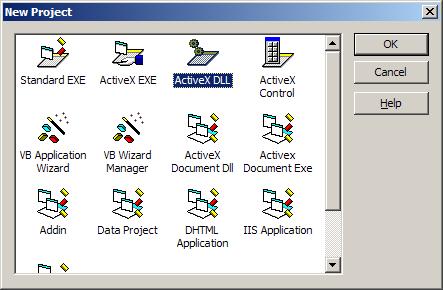 New Project
Standard EXE
ActiveX EXE
ActiveX DLL
ActiveX
Control
VB Application
Wizard
VB Wizard
Manager
ActiveX
Document Dll
Activex
Document Exe
Addin
Data Project
DHTML
Application
IIS Application
OK
Cancel
Help